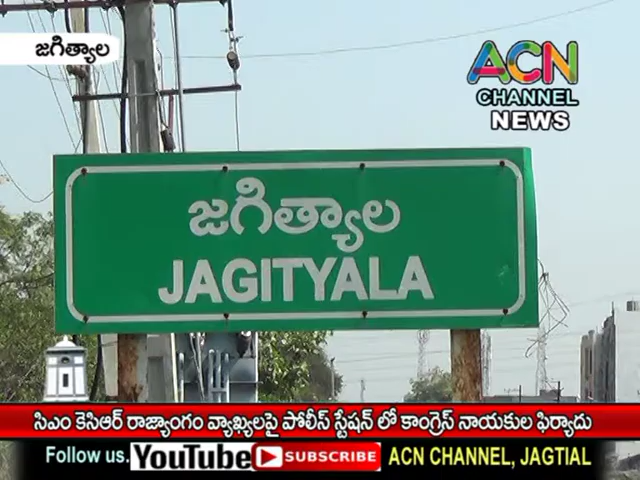 జగిత్యాల
ACN
CHANNEL
NEWS
జగిత్యాల
JAGITYALA
సిఎం కెసిఆర్ రాజ్యాంగం వ్యాఖ్యలపై పోలీస్ స్టేషన్ లో కాంగ్రెస్ నాయకుల ఫిర్యాదు
Follow us. YouTube SUBSCRIBE ACN CHANNEL, JAGTIAL